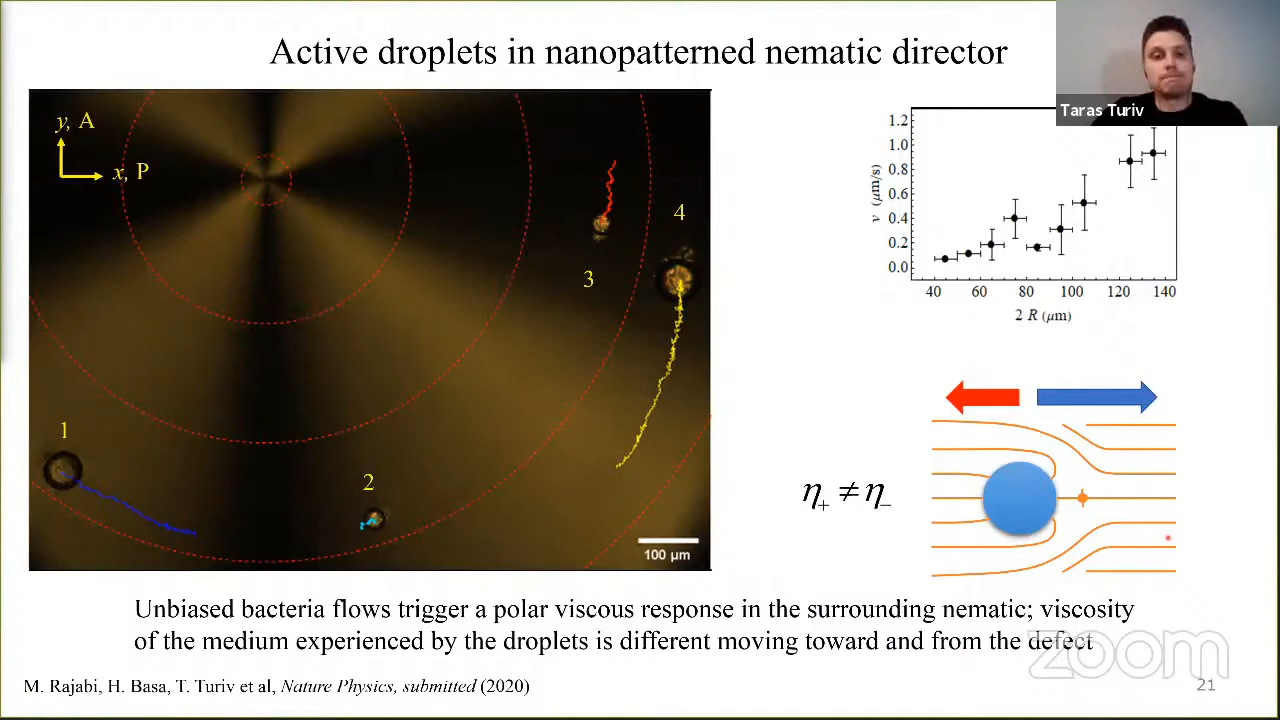 Active droplets in nanopatterned nematic director
Taras Turiv
y, A
x, P
1
2
3
4
100 μm
v (μm/s)
1.2
1.0
0.8
0.6
0.4
0.2
0.0
40 60 80 100 120 140
2 R (μm)
η₊ ≠ η₋
Unbiased bacteria flows trigger a polar viscous response in the surrounding nematic; viscosity
of the medium experienced by the droplets is different moving toward and from the defect
zoom
M. Rajabi, H. Basa, T. Turiv et al, Nature Physics, submitted (2020)
21